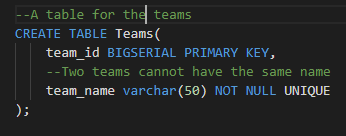 --A table for the teams
CREATE TABLE Teams(
    team_id BIGSERIAL PRIMARY KEY,
    --Two teams cannot have the same name
    team_name varchar(50) NOT NULL UNIQUE
);